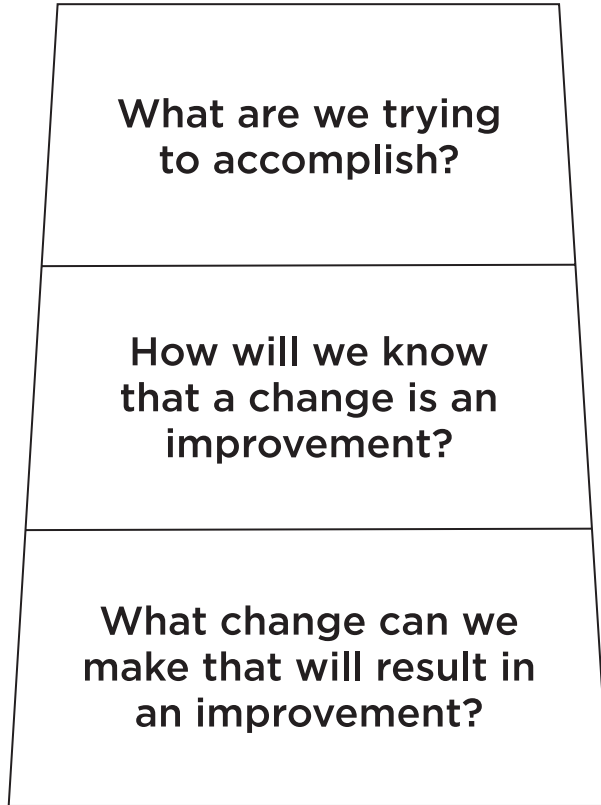 What are we trying
to accomplish?
How will we know
that a change is an
improvement?
What change can we
make that will result in
an improvement?